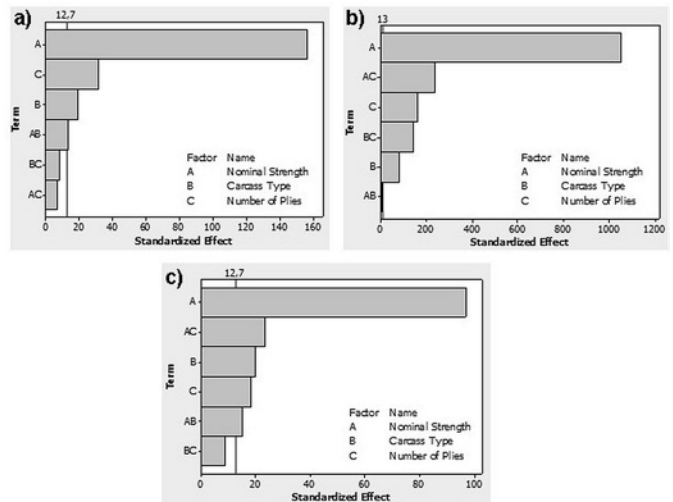 a)
12,7
A
C
B
AB
BC
AC
Term
Factor Name
A Nominal Strength
B Carcass Type
C Number of Plies
0 20 40 60 80 100 120 140 160
Standardized Effect
b)
13
A
AC
C
BC
B
AB
Term
Factor Name
A Nominal Strength
B Carcass Type
C Number of Plies
0 200 400 600 800 1000 1200
Standardized Effect
c)
12,7
A
AC
B
C
AB
BC
Term
Factor Name
A Nominal Strength
B Carcass Type
C Number of Plies
0 20 40 60 80 100
Standardized Effect